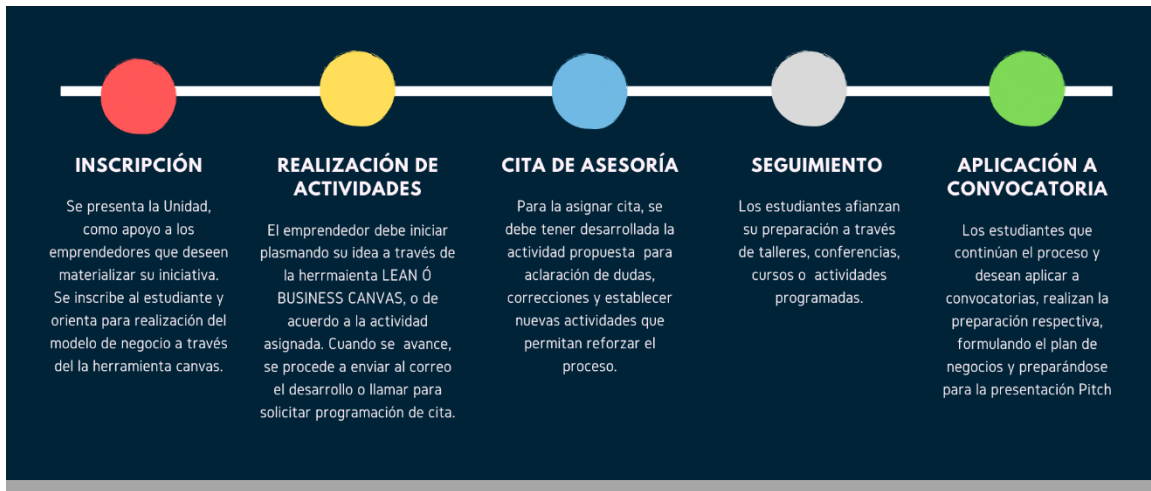 INSCRIPCIÓN
Se presenta la Unidad,
como apoyo a los
emprendedores que deseen
materializar su iniciativa.
Se inscribe al estudiante y
orienta para realización del
modelo de negocio a través
del la herramienta canvas.
REALIZACIÓN DE
ACTIVIDADES
El emprendedor debe iniciar
plasmando su idea a través de
la herrmaienta LEAN Ó
BUSINESS CANVAS, o de
acuerdo a la actividad
asignada. Cuando se avance,
se procede a enviar al correo
el desarrollo o llamar para
solicitar programación de cita.
CITA DE ASESORÍA
Para la asignar cita, se
debe tener desarrollada la
actividad propuesta para
aclaración de dudas,
correcciones y establecer
nuevas actividades que
permitan reforzar el
proceso.
SEGUIMIENTO
Los estudiantes afianzan
su preparación a través
de talleres, conferencias,
cursos o actividades
programadas.
APLICACIÓN A
CONVOCATORIA
Los estudiantes que
continúan el proceso y
desean aplicar a
convocatorias, realizan la
preparación respectiva,
formulando el plan de
negocios y preparándose
para la presentación Pitch